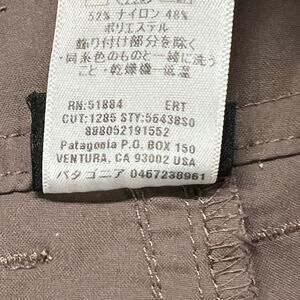 52% ナイロン 48%
ポリエステル
飾り付け部分を除く
・同系色のものと一緒に洗う
こと・乾燥機・低温
RN:51884 ERT
CUT:1285 STY:56438S0
888052191552
Patagonia P.O. BOX 150
VENTURA, CA 93002 USA
パタゴニア 0467238961